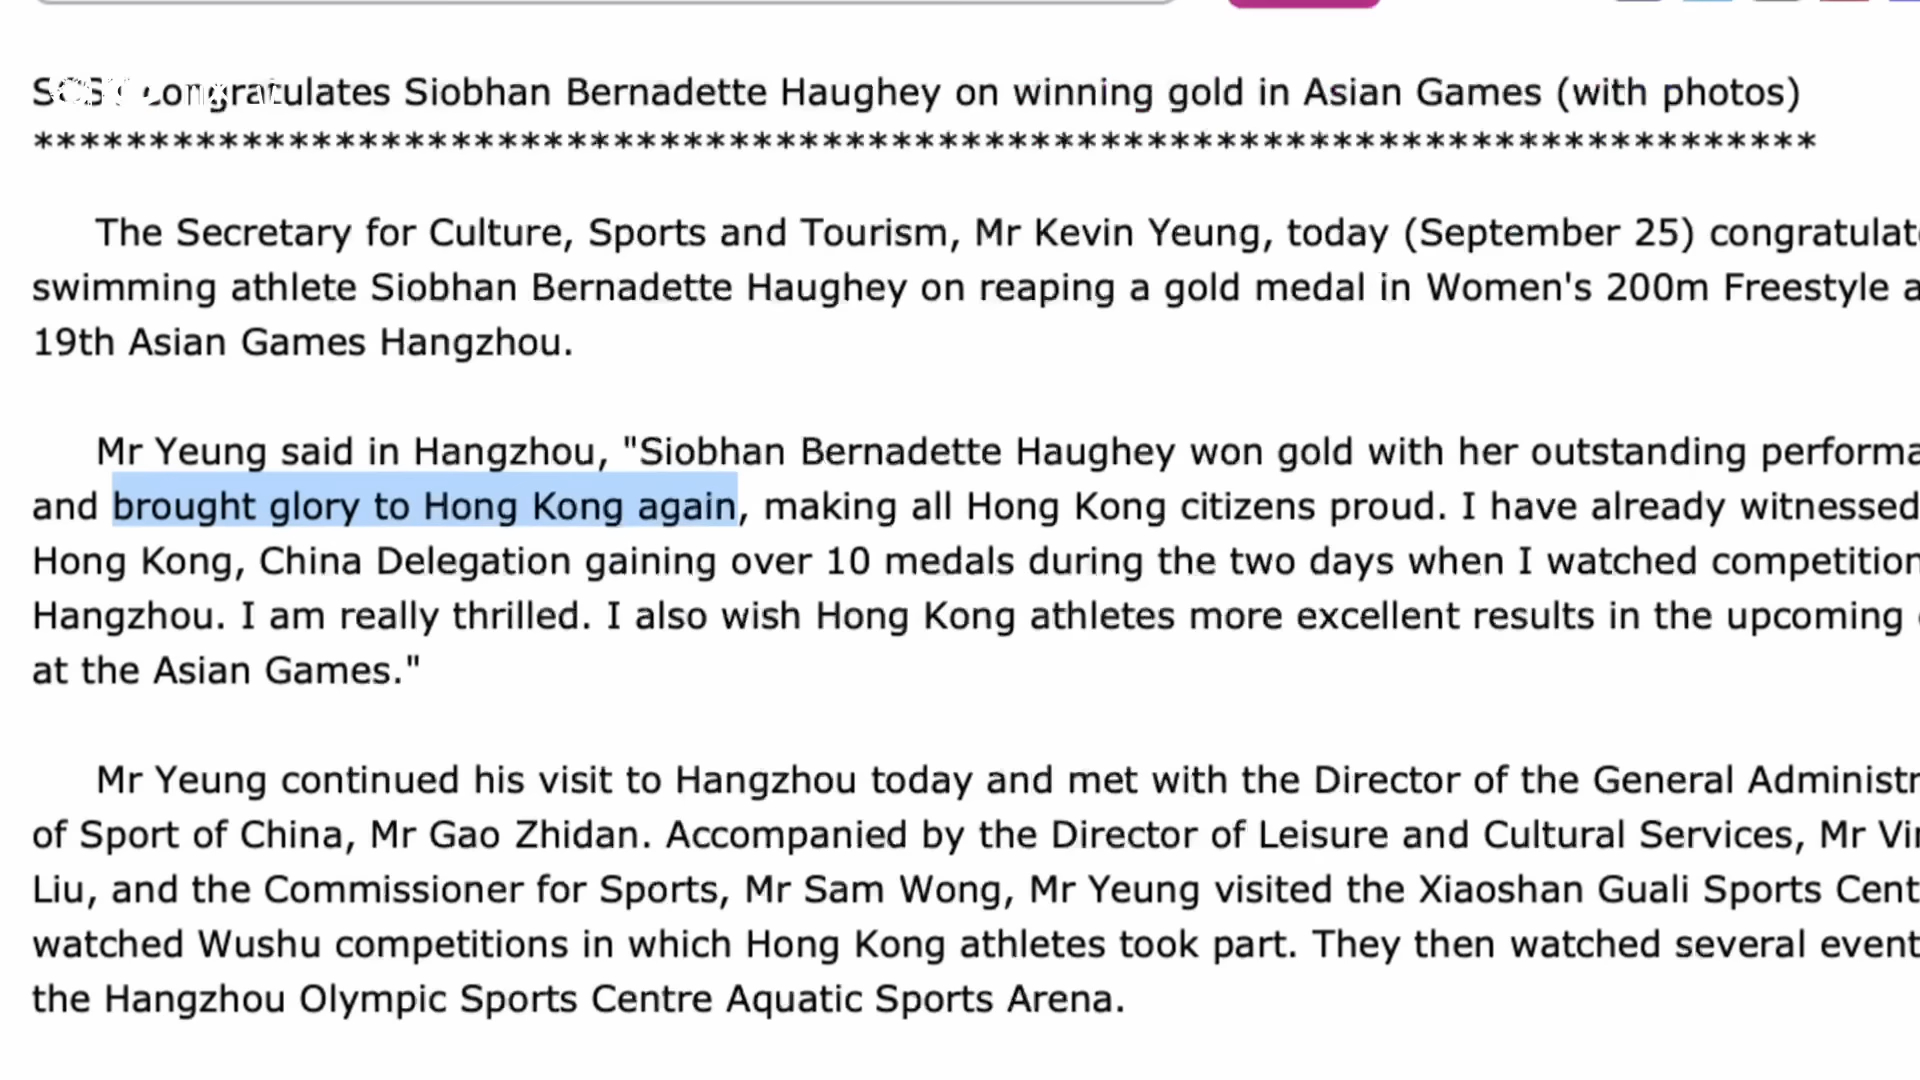 congratulates Siobhan Bernadette Haughey on winning gold in Asian Games (with photos)
*****************************************************************************
The Secretary for Culture, Sports and Tourism, Mr Kevin Yeung, today (September 25) congratulat
swimming athlete Siobhan Bernadette Haughey on reaping a gold medal in Women's 200m Freestyle a
19th Asian Games Hangzhou.
Mr Yeung said in Hangzhou, "Siobhan Bernadette Haughey won gold with her outstanding performa
and brought glory to Hong Kong again, making all Hong Kong citizens proud. I have already witnessed
Hong Kong, China Delegation gaining over 10 medals during the two days when I watched competition
Hangzhou. I am really thrilled. I also wish Hong Kong athletes more excellent results in the upcoming
at the Asian Games."
Mr Yeung continued his visit to Hangzhou today and met with the Director of the General Administr
of Sport of China, Mr Gao Zhidan. Accompanied by the Director of Leisure and Cultural Services, Mr Vin
Liu, and the Commissioner for Sports, Mr Sam Wong, Mr Yeung visited the Xiaoshan Guali Sports Cent
watched Wushu competitions in which Hong Kong athletes took part. They then watched several event
the Hangzhou Olympic Sports Centre Aquatic Sports Arena.